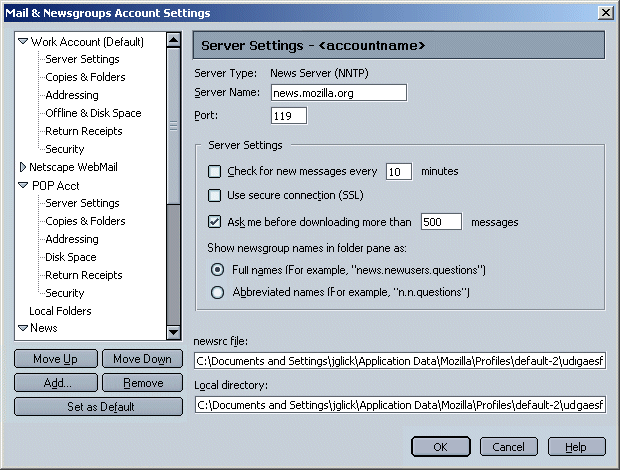 Mail & Newsgroups Account Settings
Work Account (Default)
Server Settings
Copies & Folders
Addressing
Offline & Disk Space
Return Receipts
Security
Netscape WebMail
POP Acct
Server Settings
Copies & Folders
Addressing
Disk Space
Return Receipts
Security
Local Folders
News
Move Up
Move Down
Add...
Remove
Set as Default
Server Settings - <accountname>
Server Type: News Server (NNTP)
Server Name: news.mozilla.org
Port: 119
Server Settings
Check for new messages every 10 minutes
Use secure connection (SSL)
Ask me before downloading more than 500 messages
Show newsgroup names in folder pane as:
Full names (For example, "news.newusers.questions")
Abbreviated names (For example, "n.n.questions")
newsrc file:
C:\Documents and Settings\jglick\Application Data\Mozilla\Profiles\default-2\udigaesf
Local directory:
C:\Documents and Settings\jglick\Application Data\Mozilla\Profiles\default-2\udgaesf
OK
Cancel
Help